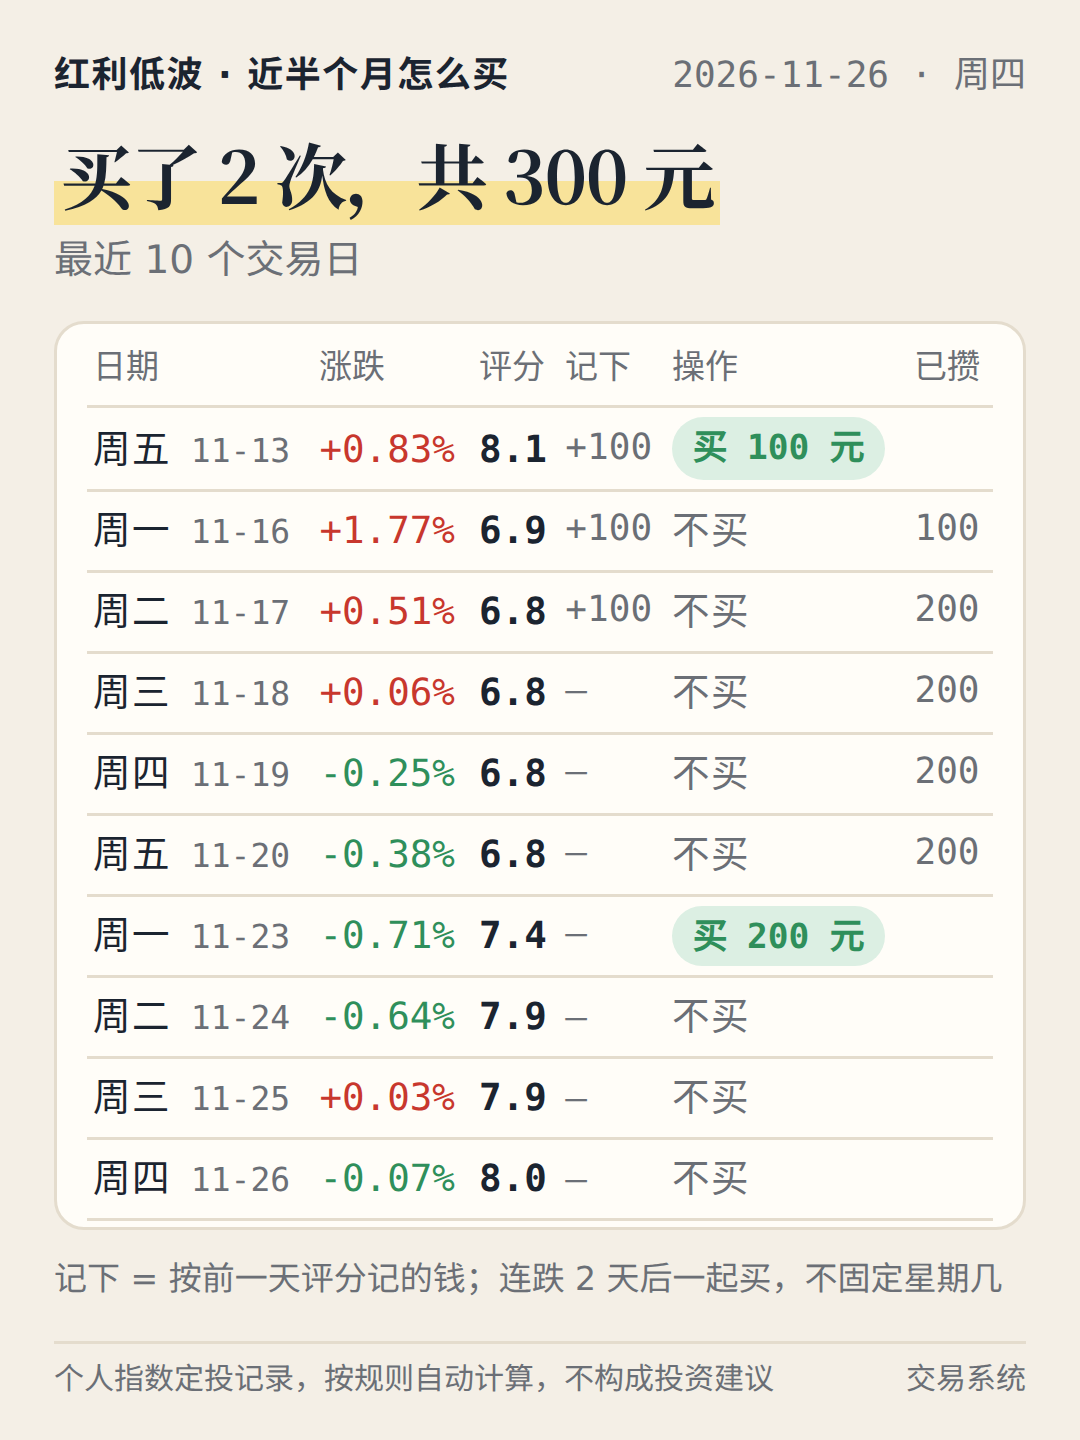 红利低波 · 近半个月怎么买 2026-11-26 · 周四
买了 2 次，共 300 元
最近 10 个交易日
日期 涨跌 评分 记下 操作 已攒
周五 11-13 +0.83% 8.1 +100 买 100 元
周一 11-16 +1.77% 6.9 +100 不买 100
周二 11-17 +0.51% 6.8 +100 不买 200
周三 11-18 +0.06% 6.8 — 不买 200
周四 11-19 -0.25% 6.8 — 不买 200
周五 11-20 -0.38% 6.8 — 不买 200
周一 11-23 -0.71% 7.4 — 买 200 元
周二 11-24 -0.64% 7.9 — 不买
周三 11-25 +0.03% 7.9 — 不买
周四 11-26 -0.07% 8.0 — 不买
记下 = 按前一天评分记的钱；连跌 2 天后一起买，不固定星期几
个人指数定投记录，按规则自动计算，不构成投资建议 交易系统